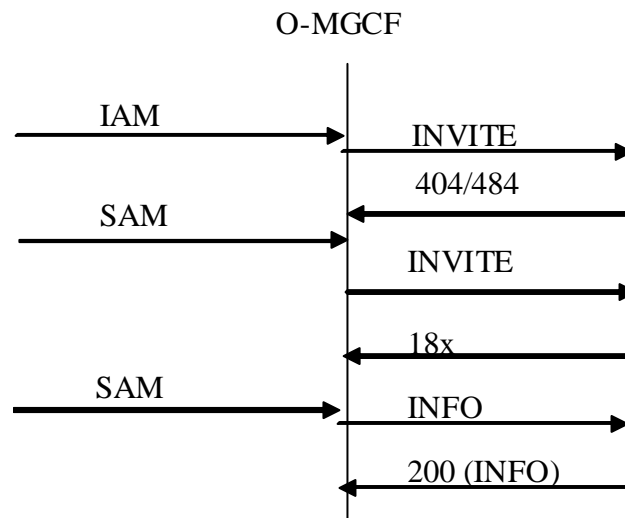 O-MGCF
IAM
INVITE
404/484
SAM
INVITE
18x
SAM
INFO
200 (INFO)